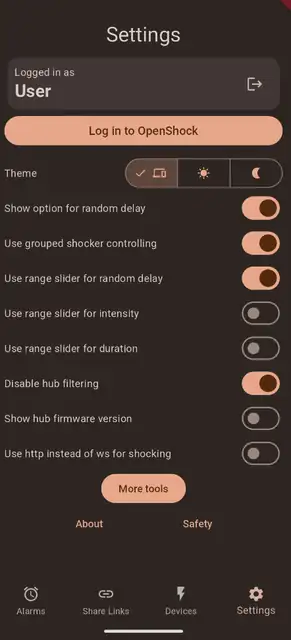 Settings
Logged in as
User
Log in to OpenShock
Theme
Show option for random delay
Use grouped shocker controlling
Use range slider for random delay
Use range slider for intensity
Use range slider for duration
Disable hub filtering
Show hub firmware version
Use http instead of ws for shocking
More tools
About Safety
Alarms Share Links Devices Settings